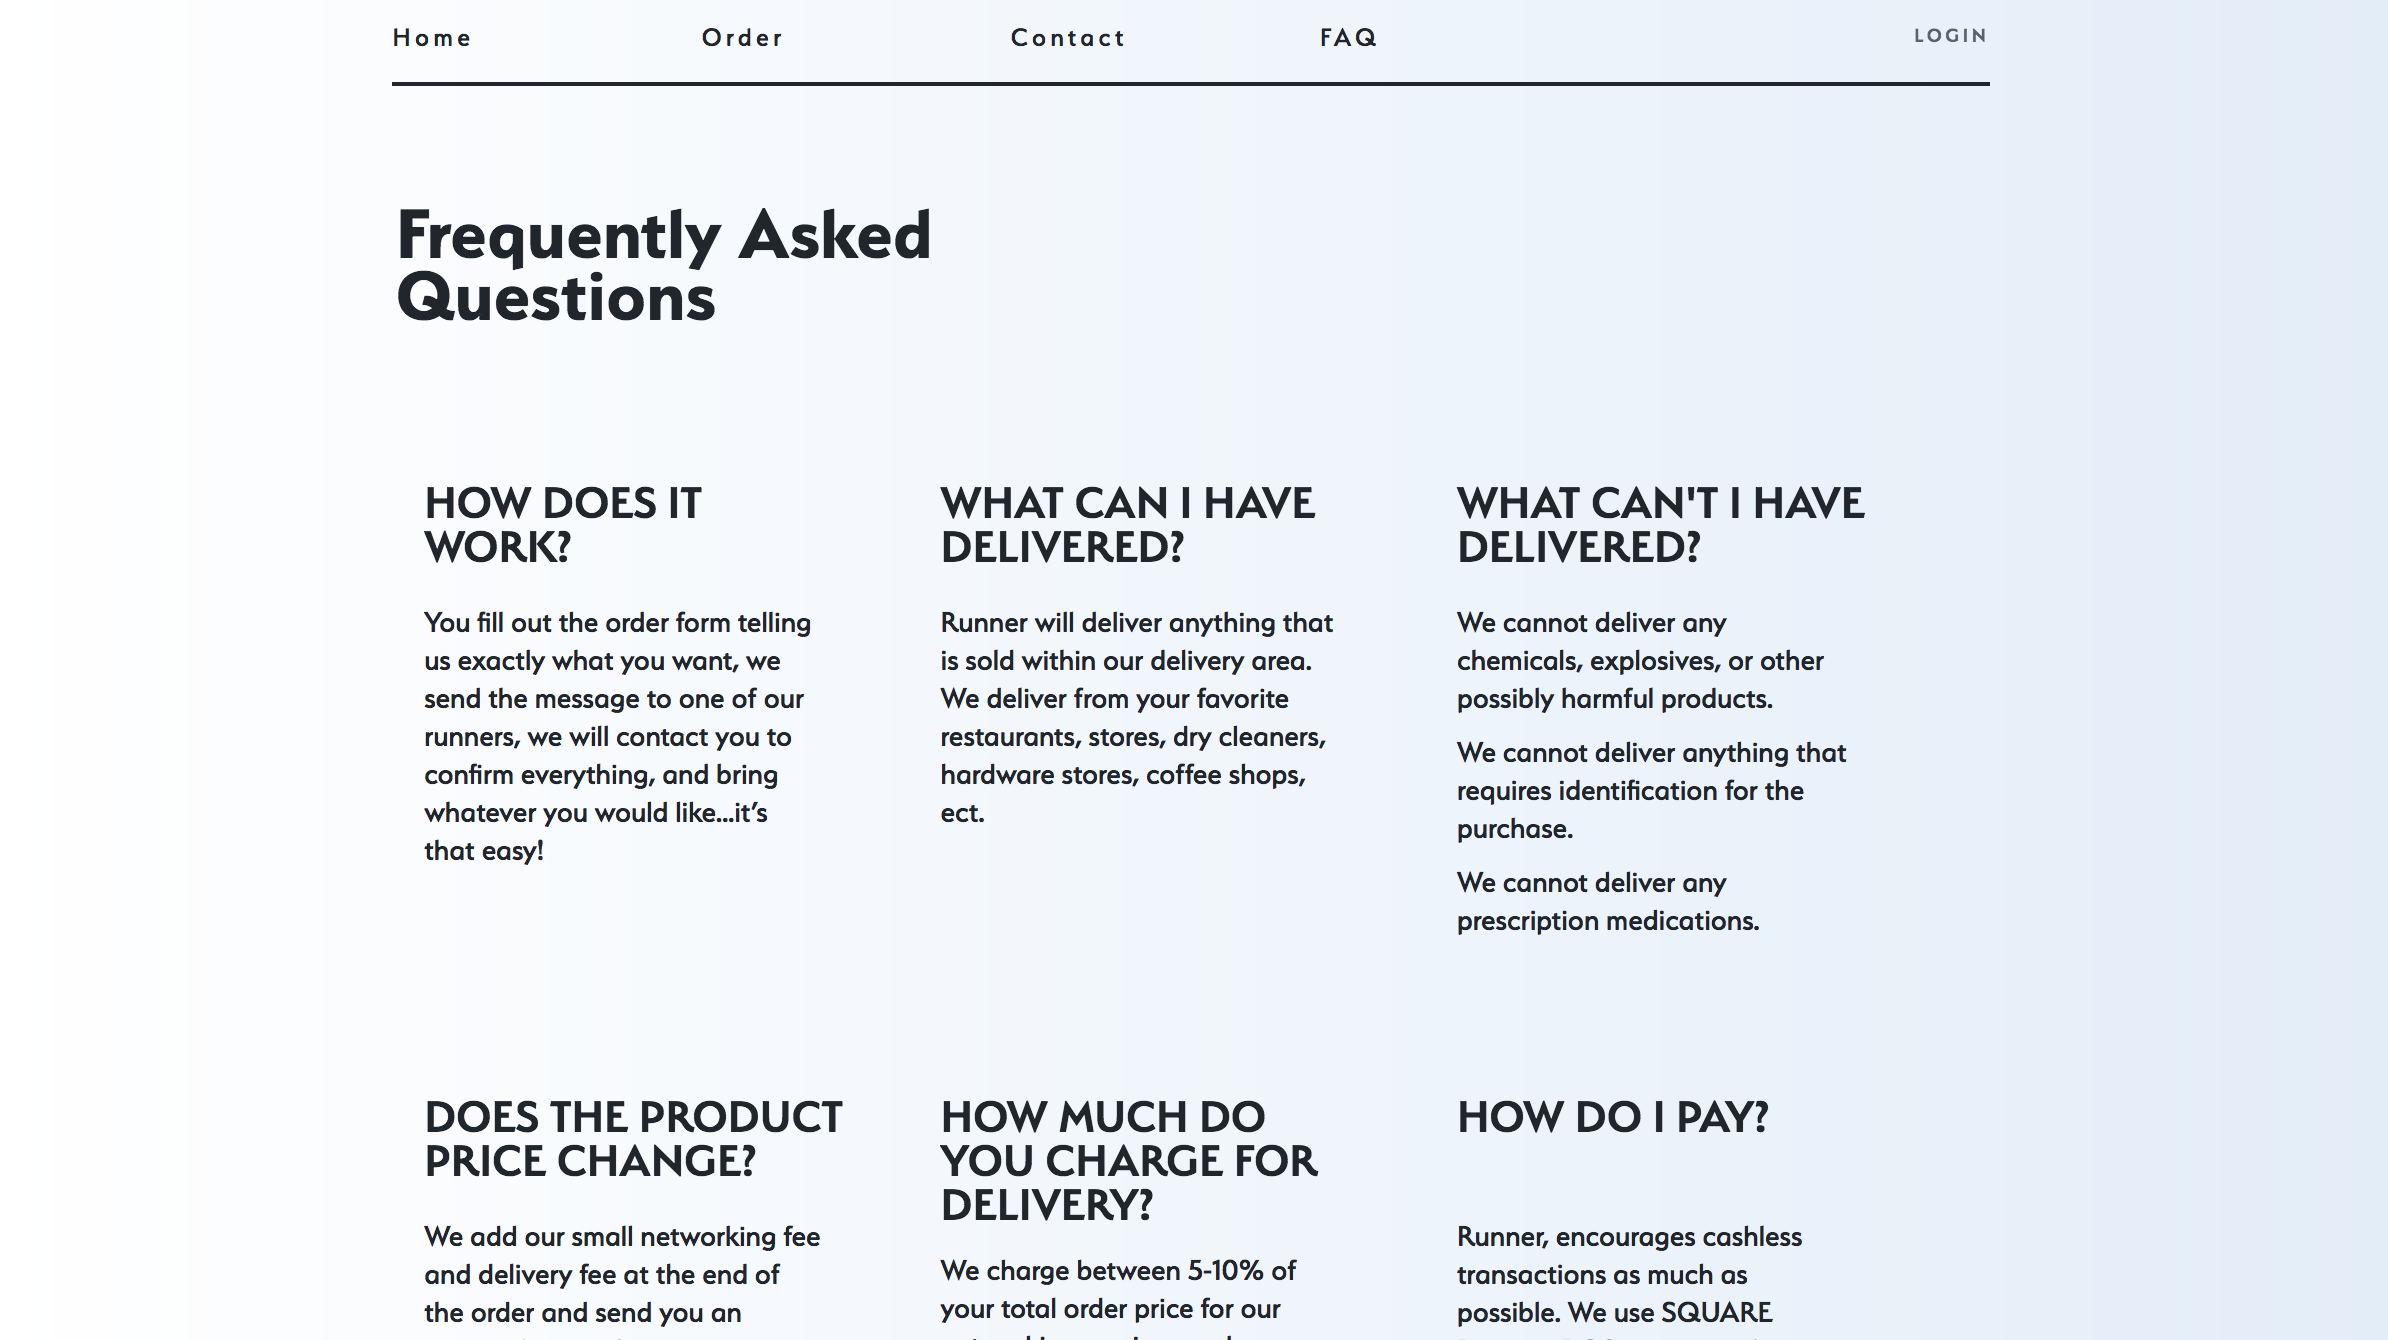 Home Order Contact FAQ LOGIN
Frequently Asked
Questions
HOW DOES IT
WORK?
You fill out the order form telling
us exactly what you want, we
send the message to one of our
runners, we will contact you to
confirm everything, and bring
whatever you would like...it’s
that easy!
WHAT CAN I HAVE
DELIVERED?
Runner will deliver anything that
is sold within our delivery area.
We deliver from your favorite
restaurants, stores, dry cleaners,
hardware stores, coffee shops,
ect.
WHAT CAN'T I HAVE
DELIVERED?
We cannot deliver any
chemicals, explosives, or other
possibly harmful products.
We cannot deliver anything that
requires identification for the
purchase.
We cannot deliver any
prescription medications.
DOES THE PRODUCT
PRICE CHANGE?
We add our small networking fee
and delivery fee at the end of
the order and send you an
HOW MUCH DO
YOU CHARGE FOR
DELIVERY?
We charge between 5-10% of
your total order price for our
HOW DO I PAY?
Runner, encourages cashless
transactions as much as
possible. We use SQUARE